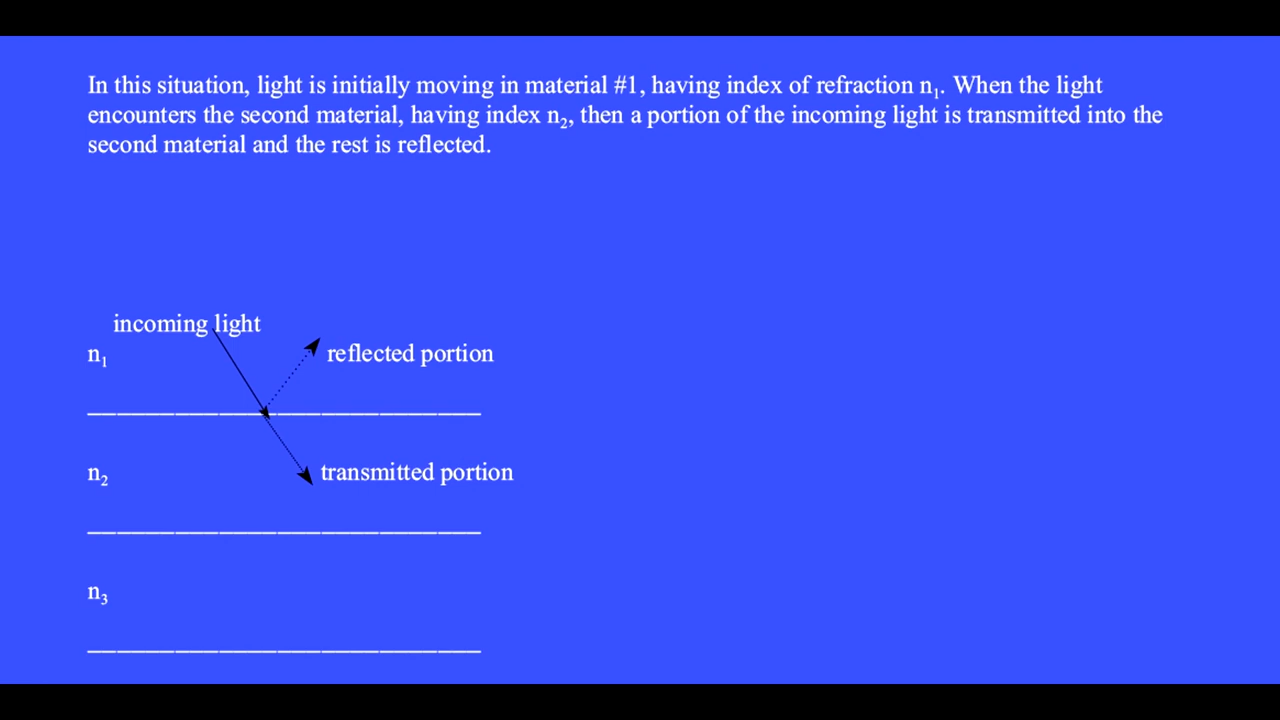 In this situation, light is initially moving in material #1, having index of refraction n₁. When the light
encounters the second material, having index n₂, then a portion of the incoming light is transmitted into the
second material and the rest is reflected.
incoming light
n₁
reflected portion
n₂
transmitted portion
n₃